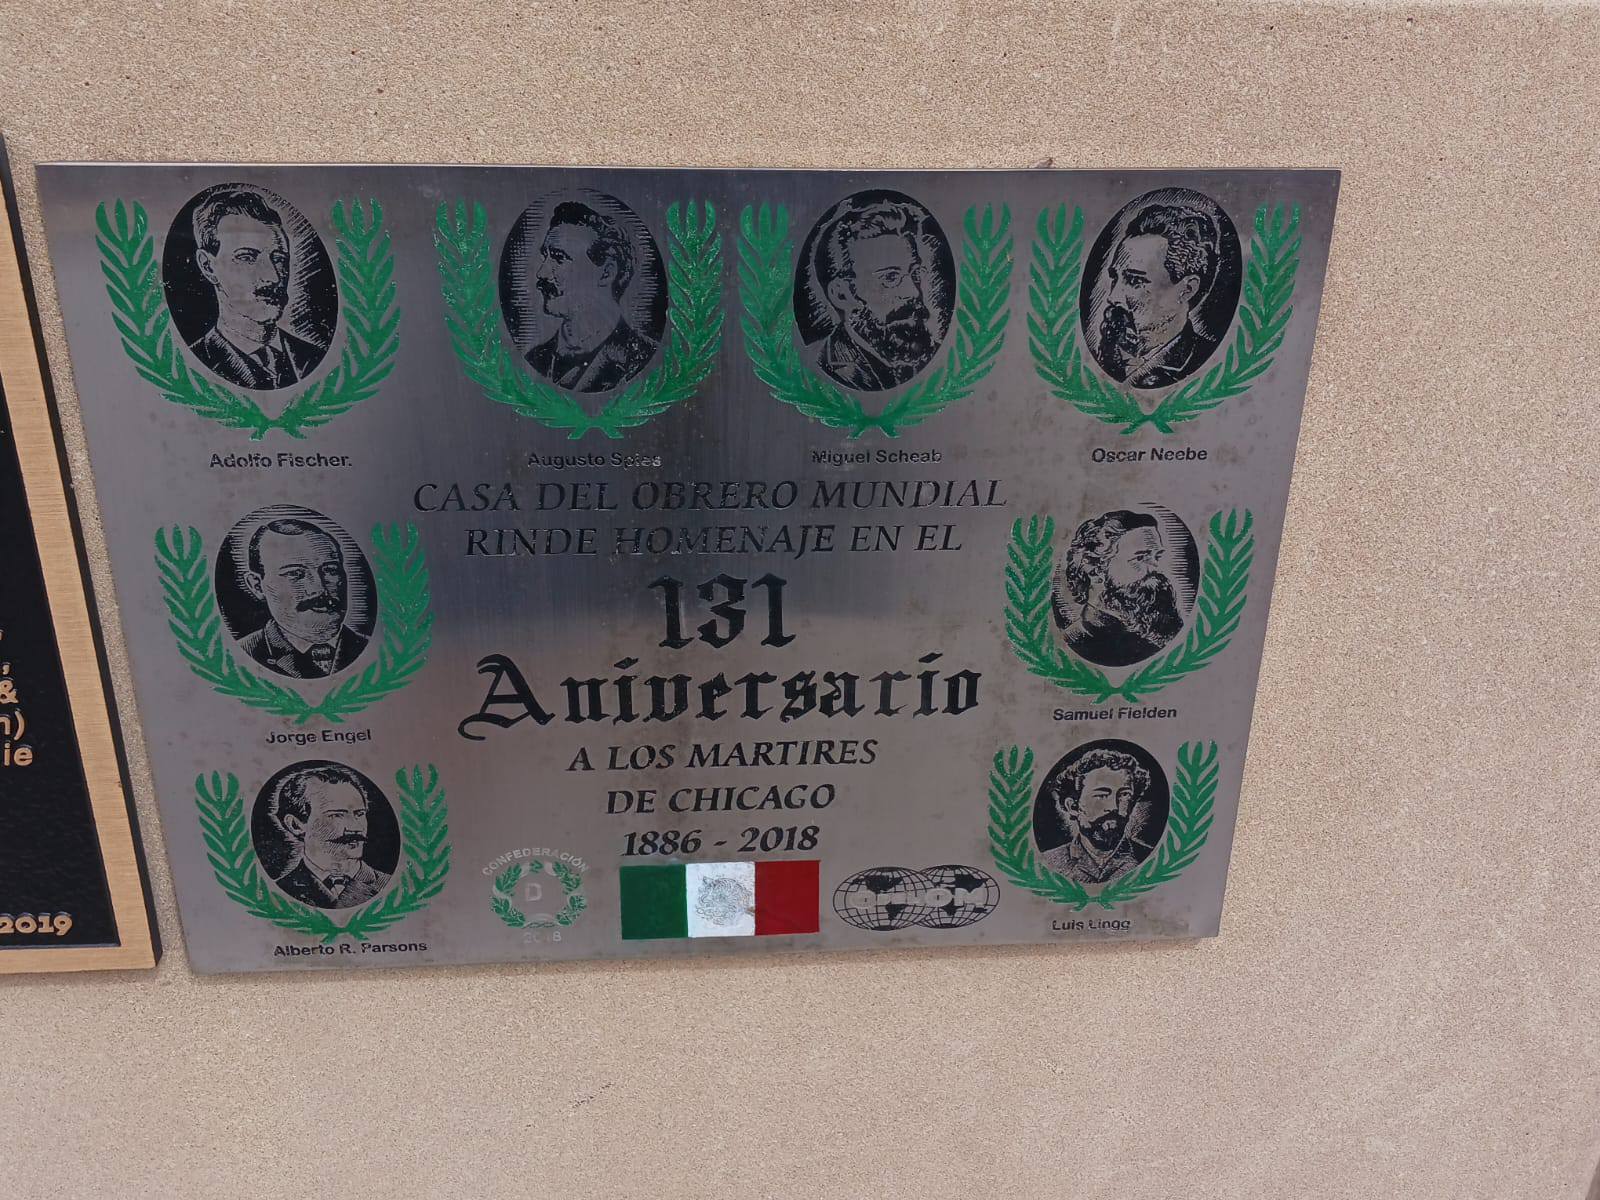 Adolfo Fischer.
Augusto Spies
Miguel Scheab
Oscar Neebe
CASA DEL OBRERO MUNDIAL
RINDE HOMENAJE EN EL
131
Aniversario
A LOS MARTIRES
DE CHICAGO
1886 - 2018
Jorge Engel
Samuel Fielden
Alberto R. Parsons
Luis Lingg
CONFEDERACIÓN
D
2018
&
n)
ie
2019